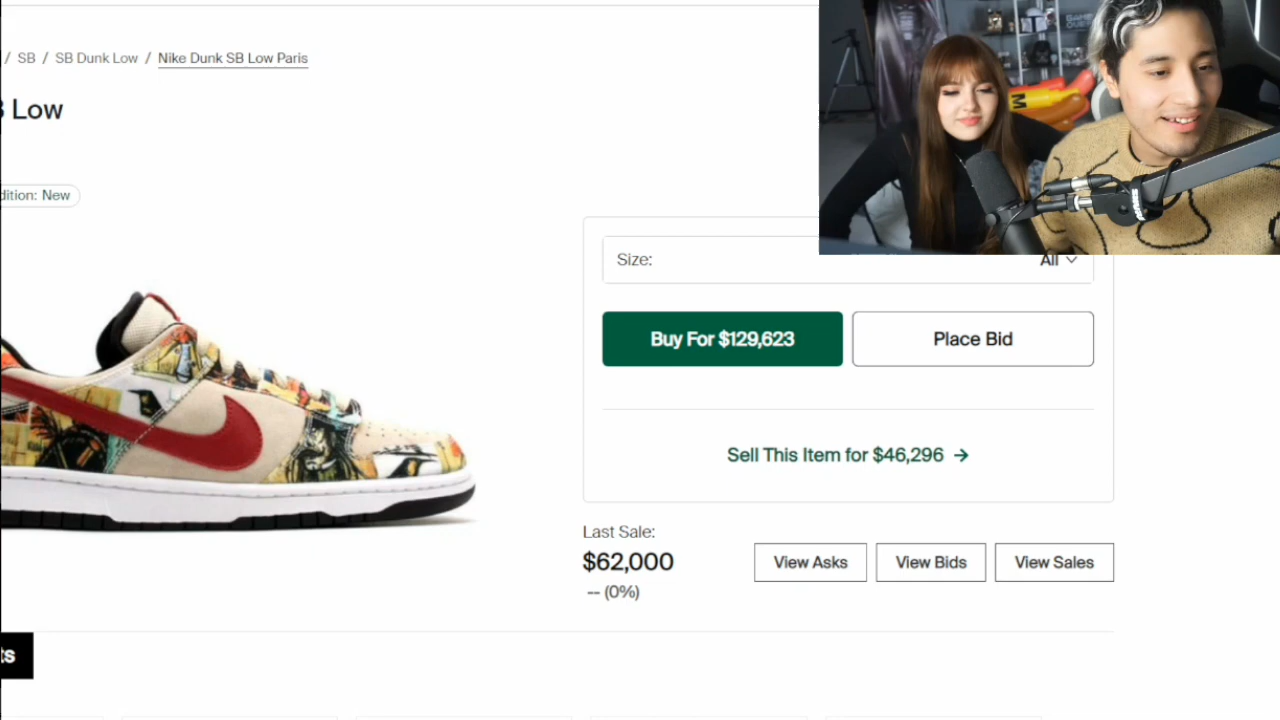 / SB / SB Dunk Low / Nike Dunk SB Low Paris
Low
dition: New
Size: All
Buy For $129,623
Place Bid
Sell This Item for $46,296 →
Last Sale:
$62,000
-- (0%)
View Asks
View Bids
View Sales
ts